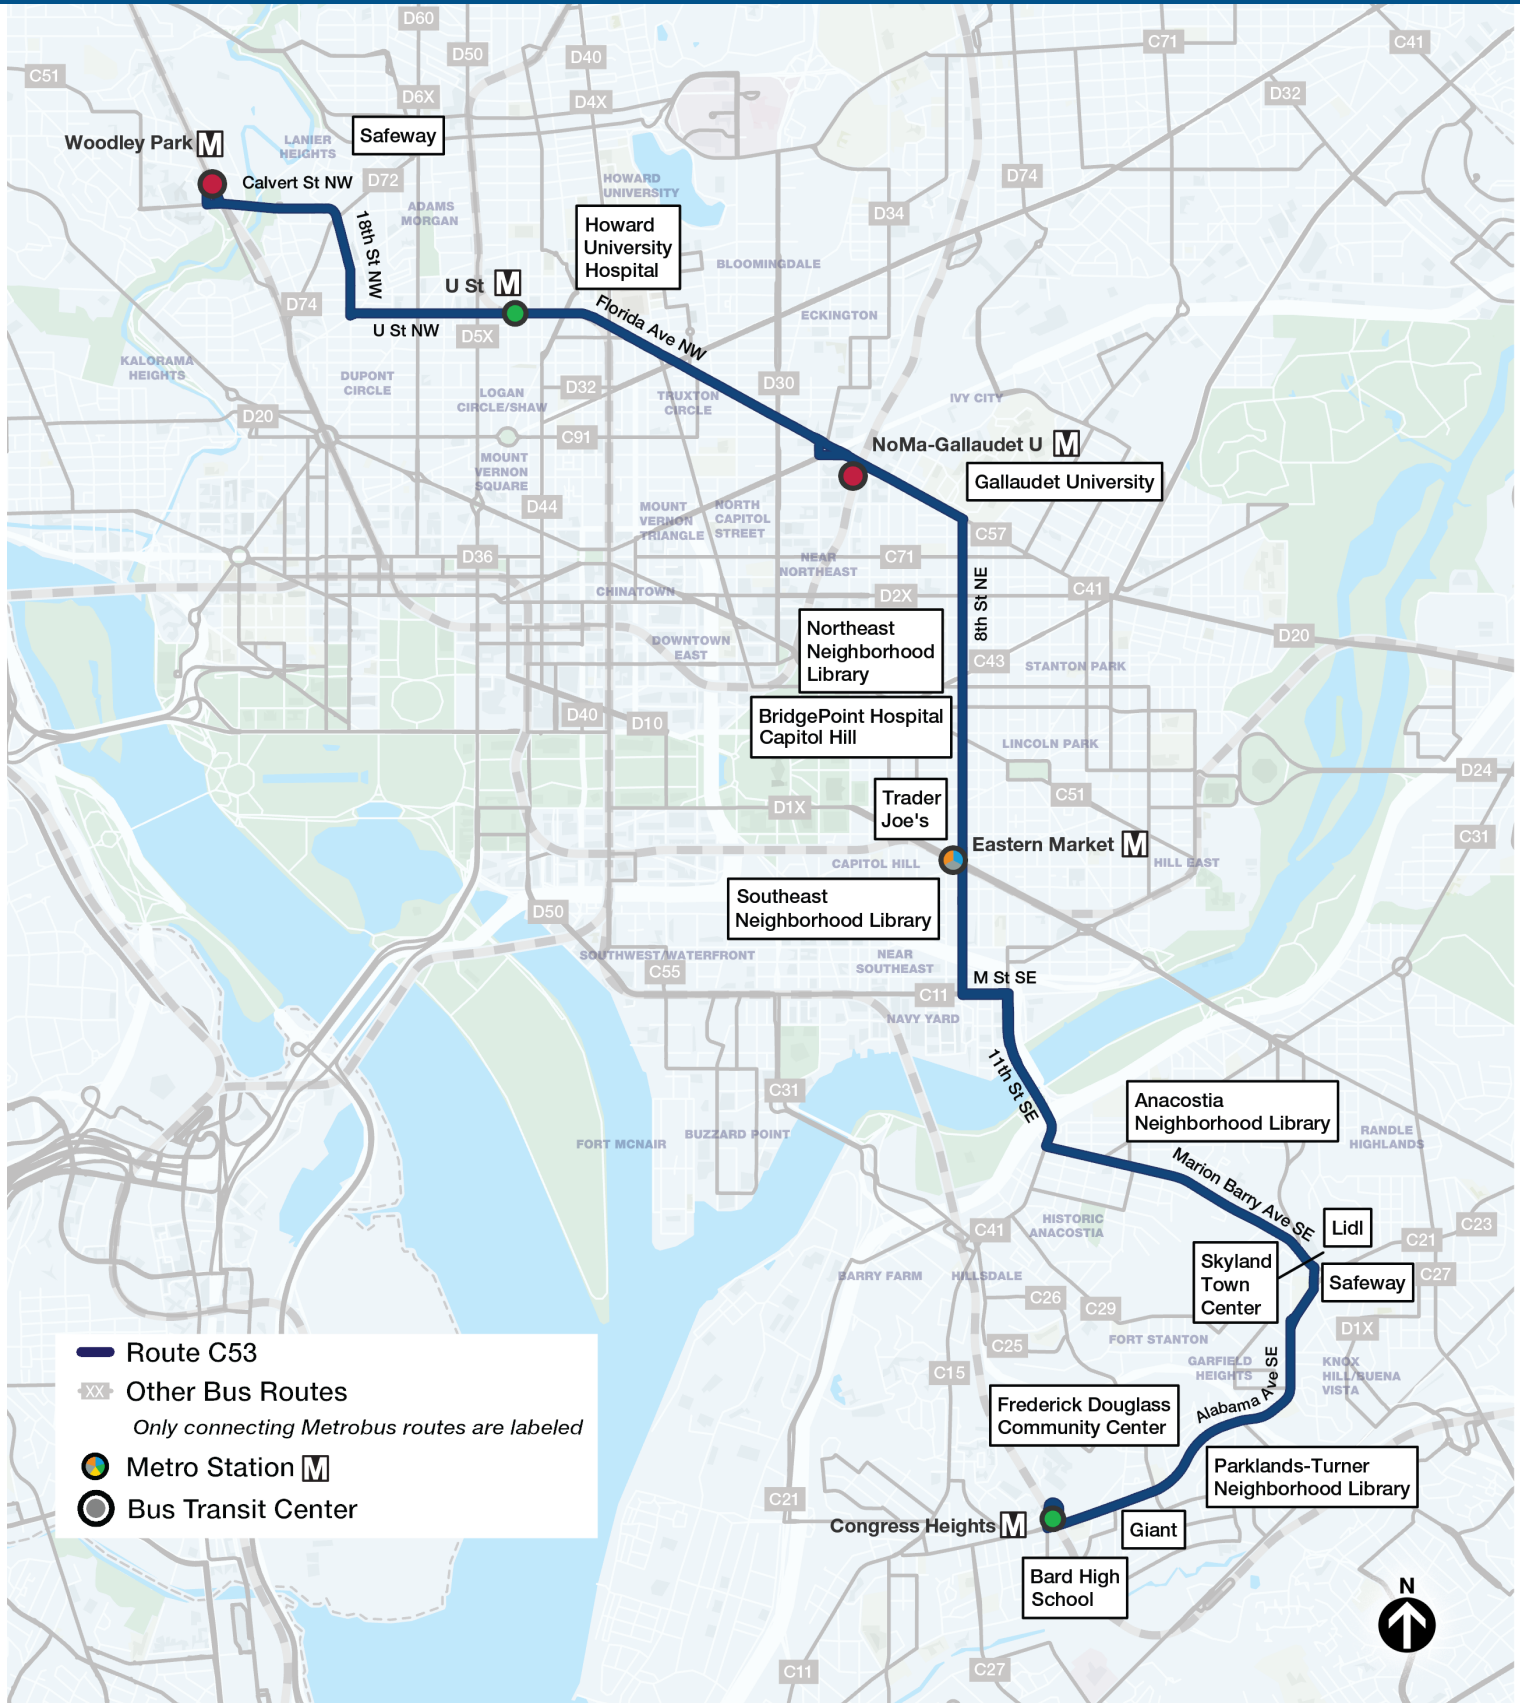 D60
D50
D40
C71
C41
C51
D6X
D4X
D32
Safeway
Woodley Park M
LANIER
HEIGHTS
Calvert St NW
D72
HOWARD
UNIVERSITY
D74
ADAMS
MORGAN
D34
18th St NW
Howard
University
Hospital
BLOOMINGDALE
U St M
D74
Florida Ave NW
ECKINGTON
U St NW
D5X
KALORAMA
HEIGHTS
DUPONT
CIRCLE
LOGAN
CIRCLE/SHAW
D32
D30
TRUXTON
CIRCLE
IVY CITY
D20
C91
NoMa-Gallaudet U M
MOUNT
VERNON
SQUARE
Gallaudet University
D44
MOUNT
VERNON
TRIANGLE
NORTH
CAPITOL
STREET
C57
D36
NEAR
NORTHEAST
C71
CHINATOWN
D2X
8th St NE
C41
Northeast
Neighborhood
Library
DOWNTOWN
EAST
D20
C43
STANTON PARK
D40
D10
BridgePoint Hospital
Capitol Hill
LINCOLN PARK
D24
D1X
Trader
Joe's
C51
C31
Eastern Market M
CAPITOL HILL
HILL EAST
Southeast
Neighborhood Library
D50
SOUTHWEST/WATERFRONT
C55
NEAR
SOUTHEAST
M St SE
C11
NAVY YARD
11th St SE
C31
Anacostia
Neighborhood Library
FORT MCNAIR
BUZZARD POINT
RANDLE
HIGHLANDS
Marion Barry Ave SE
HISTORIC
ANACOSTIA
C41
Lidl
C23
C21
Skyland
Town
Center
Safeway
C27
BARRY FARM
HILLSDALE
C26
C29
D1X
FORT STANTON
C25
GARFIELD
HEIGHTS
KNOX
HILL/BUENA
VISTA
C15
Alabama Ave SE
Frederick Douglass
Community Center
Parklands-Turner
Neighborhood Library
C21
Congress Heights M
Giant
Bard High
School
C11
C27
N
Route C53
XX Other Bus Routes
Only connecting Metrobus routes are labeled
Metro Station M
Bus Transit Center